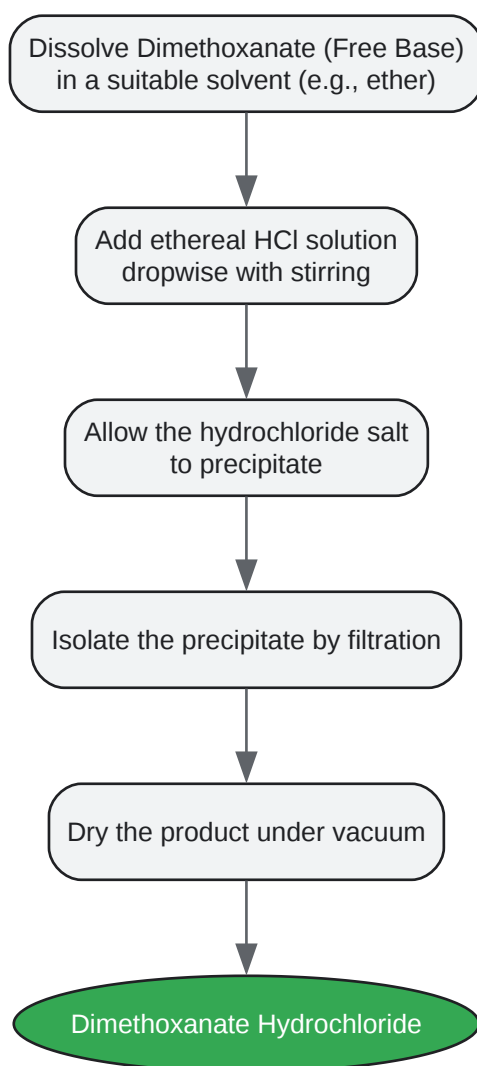 Dissolve Dimethoxanate (Free Base)
in a suitable solvent (e.g., ether)
Add ethereal HCl solution
dropwise with stirring
Allow the hydrochloride salt
to precipitate
Isolate the precipitate by filtration
Dry the product under vacuum
Dimethoxanate Hydrochloride